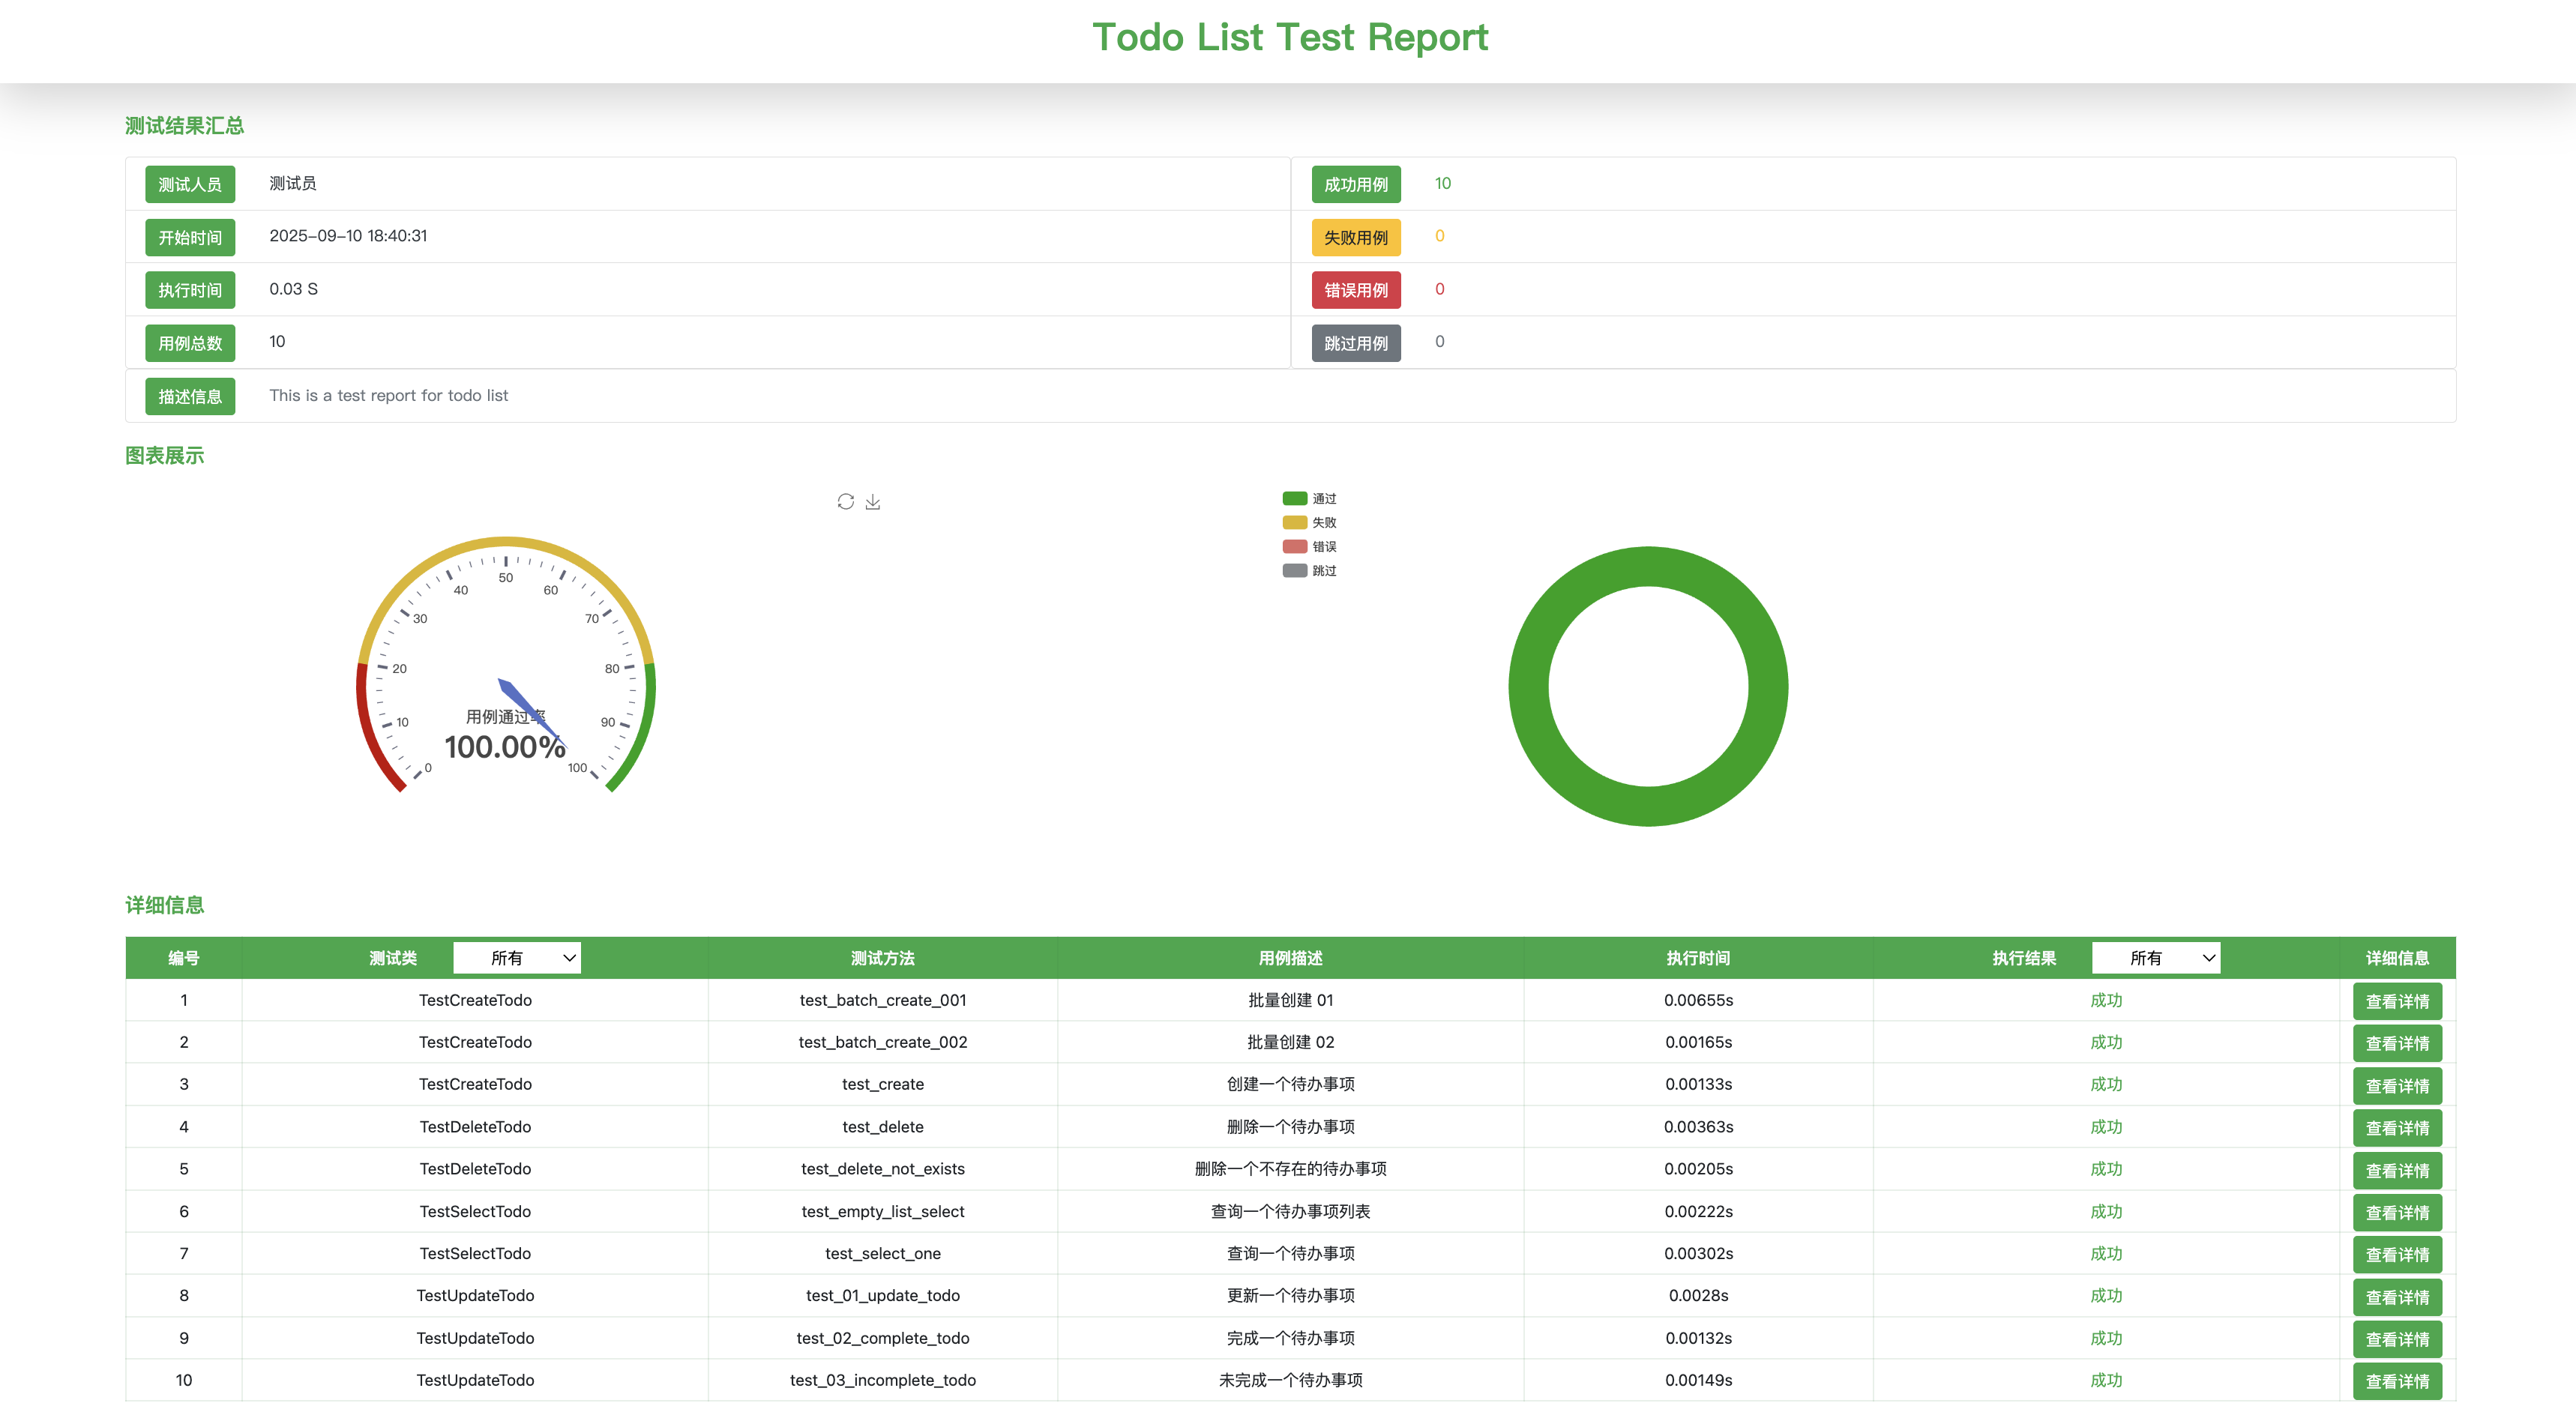 Todo List Test Report
测试结果汇总
测试人员 测试员 成功用例 10
开始时间 2025-09-10 18:40:31 失败用例 0
执行时间 0.03 S 错误用例 0
用例总数 10 跳过用例 0
描述信息 This is a test report for todo list
图表展示
通过
失败
错误
跳过
0
10
20
30
40
50
60
70
80
90
100
用例通过率
100.00%
详细信息
编号 测试类 所有 测试方法 用例描述 执行时间 执行结果 所有 详细信息
1 TestCreateTodo test_batch_create_001 批量创建 01 0.00655s 成功 查看详情
2 TestCreateTodo test_batch_create_002 批量创建 02 0.00165s 成功 查看详情
3 TestCreateTodo test_create 创建一个待办事项 0.00133s 成功 查看详情
4 TestDeleteTodo test_delete 删除一个待办事项 0.00363s 成功 查看详情
5 TestDeleteTodo test_delete_not_exists 删除一个不存在的待办事项 0.00205s 成功 查看详情
6 TestSelectTodo test_empty_list_select 查询一个待办事项列表 0.00222s 成功 查看详情
7 TestSelectTodo test_select_one 查询一个待办事项 0.00302s 成功 查看详情
8 TestUpdateTodo test_01_update_todo 更新一个待办事项 0.0028s 成功 查看详情
9 TestUpdateTodo test_02_complete_todo 完成一个待办事项 0.00132s 成功 查看详情
10 TestUpdateTodo test_03_incomplete_todo 未完成一个待办事项 0.00149s 成功 查看详情